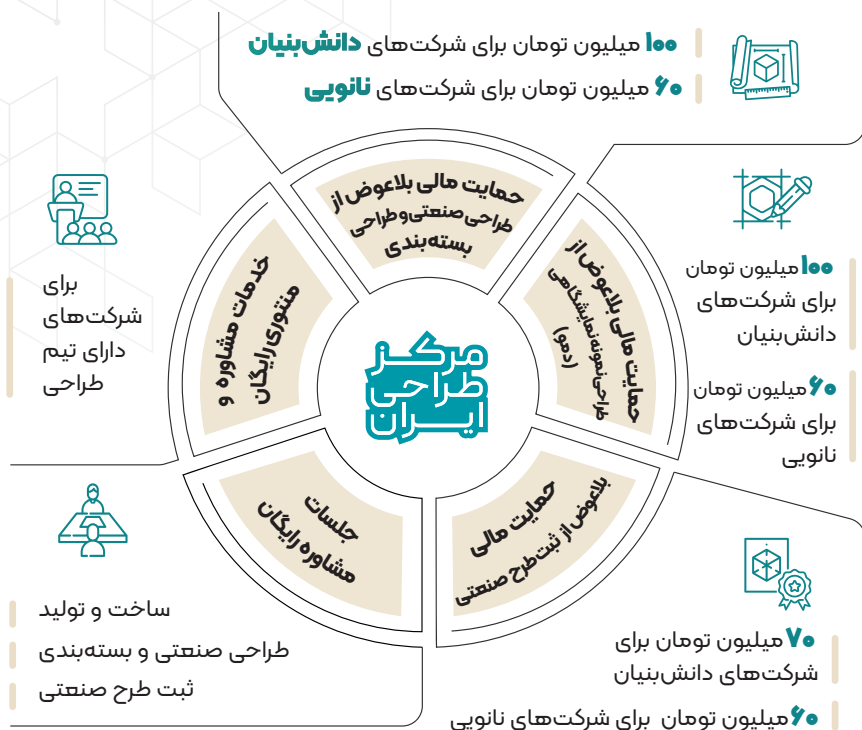 ۱۰۰ میلیون تومان برای شرکت‌های دانش‌بنیان
۶۰ میلیون تومان برای شرکت‌های نانویی
حمایت مالی بلاعوض از
طراحی صنعتی و طراحی
بسته‌بندی
حمایت مالی بلاعوض از
طراحی نمونه نمایشگاهی
(دمو)
۱۰۰ میلیون تومان
برای شرکت‌های
دانش‌بنیان
۶۰ میلیون تومان
برای شرکت‌های
نانویی
خدمات مشاوره و
منتوری رایگان
برای
شرکت‌های
دارای تیم
طراحی
مرکز
طراحی
ایران
حمایت مالی
بلاعوض از ثبت طرح صنعتی
۷۰ میلیون تومان برای
شرکت‌های دانش‌بنیان
۶۰ میلیون تومان برای شرکت‌های نانویی
جلسات
مشاوره رایگان
ساخت و تولید
طراحی صنعتی و بسته‌بندی
ثبت طرح صنعتی